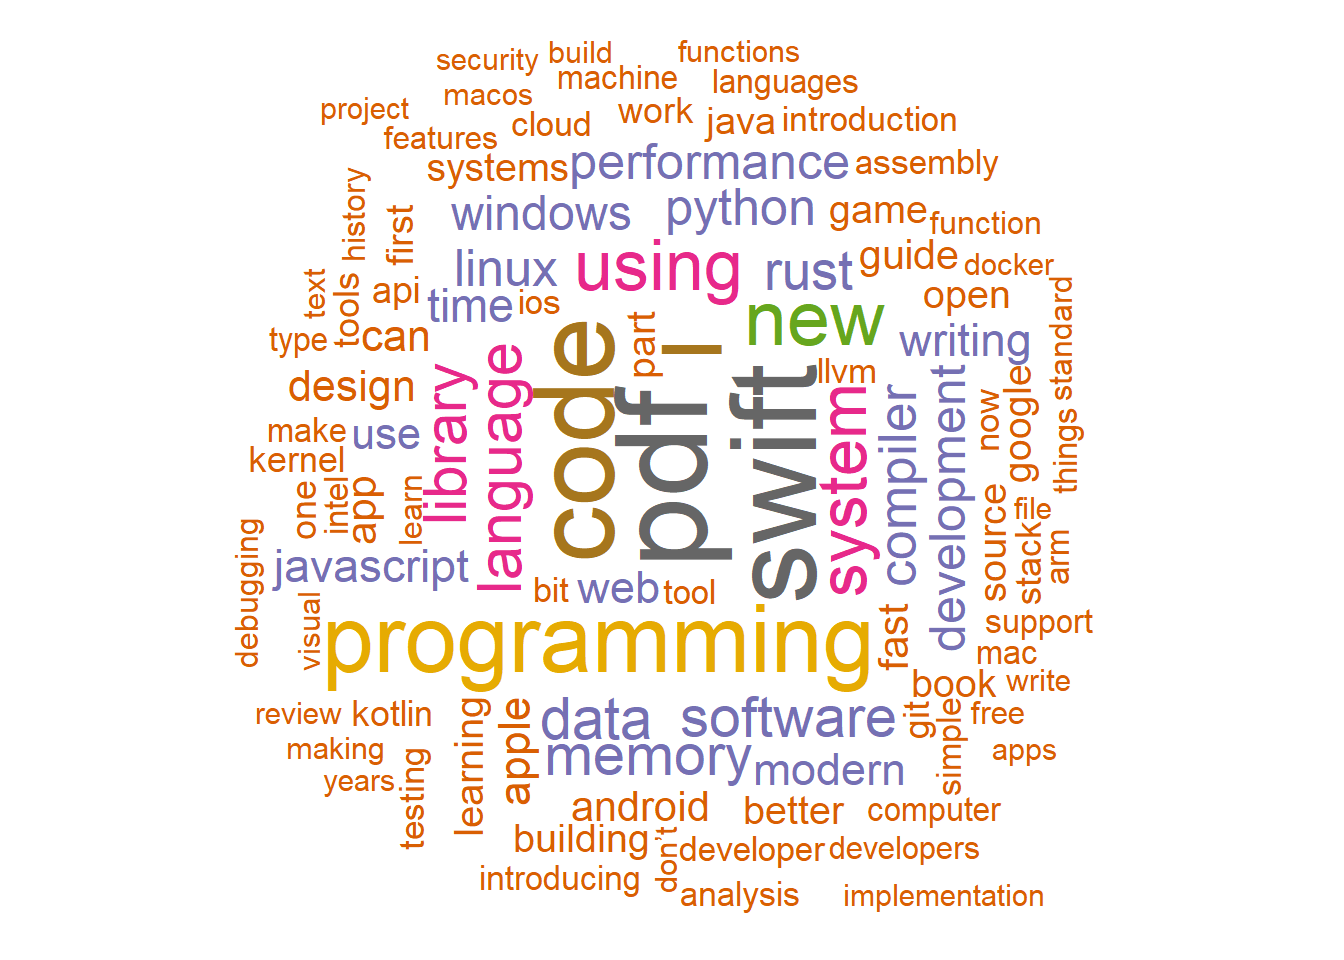 security
build
functions
machine
languages
macos
project
features
cloud
work
java
introduction
systems
performance
assembly
history
first
windows
python
game
function
linux
using
rust
guide
docker
text
tools
api
time
ios
new
open
standard
type
can
part
l
writing
design
library
language
code
pdf
swift
llvm
system
compiler
development
now
google
things
make
use
kernel
one
intel
app
learn
source
file
stack
arm
debugging
javascript
bit
web
tool
visual
programming
fast
support
mac
book
write
review
kotlin
learning
apple
data
software
git
simple
free
making
memory
modern
apps
years
testing
android
better
computer
building
don't
developer
developers
introducing
analysis
implementation